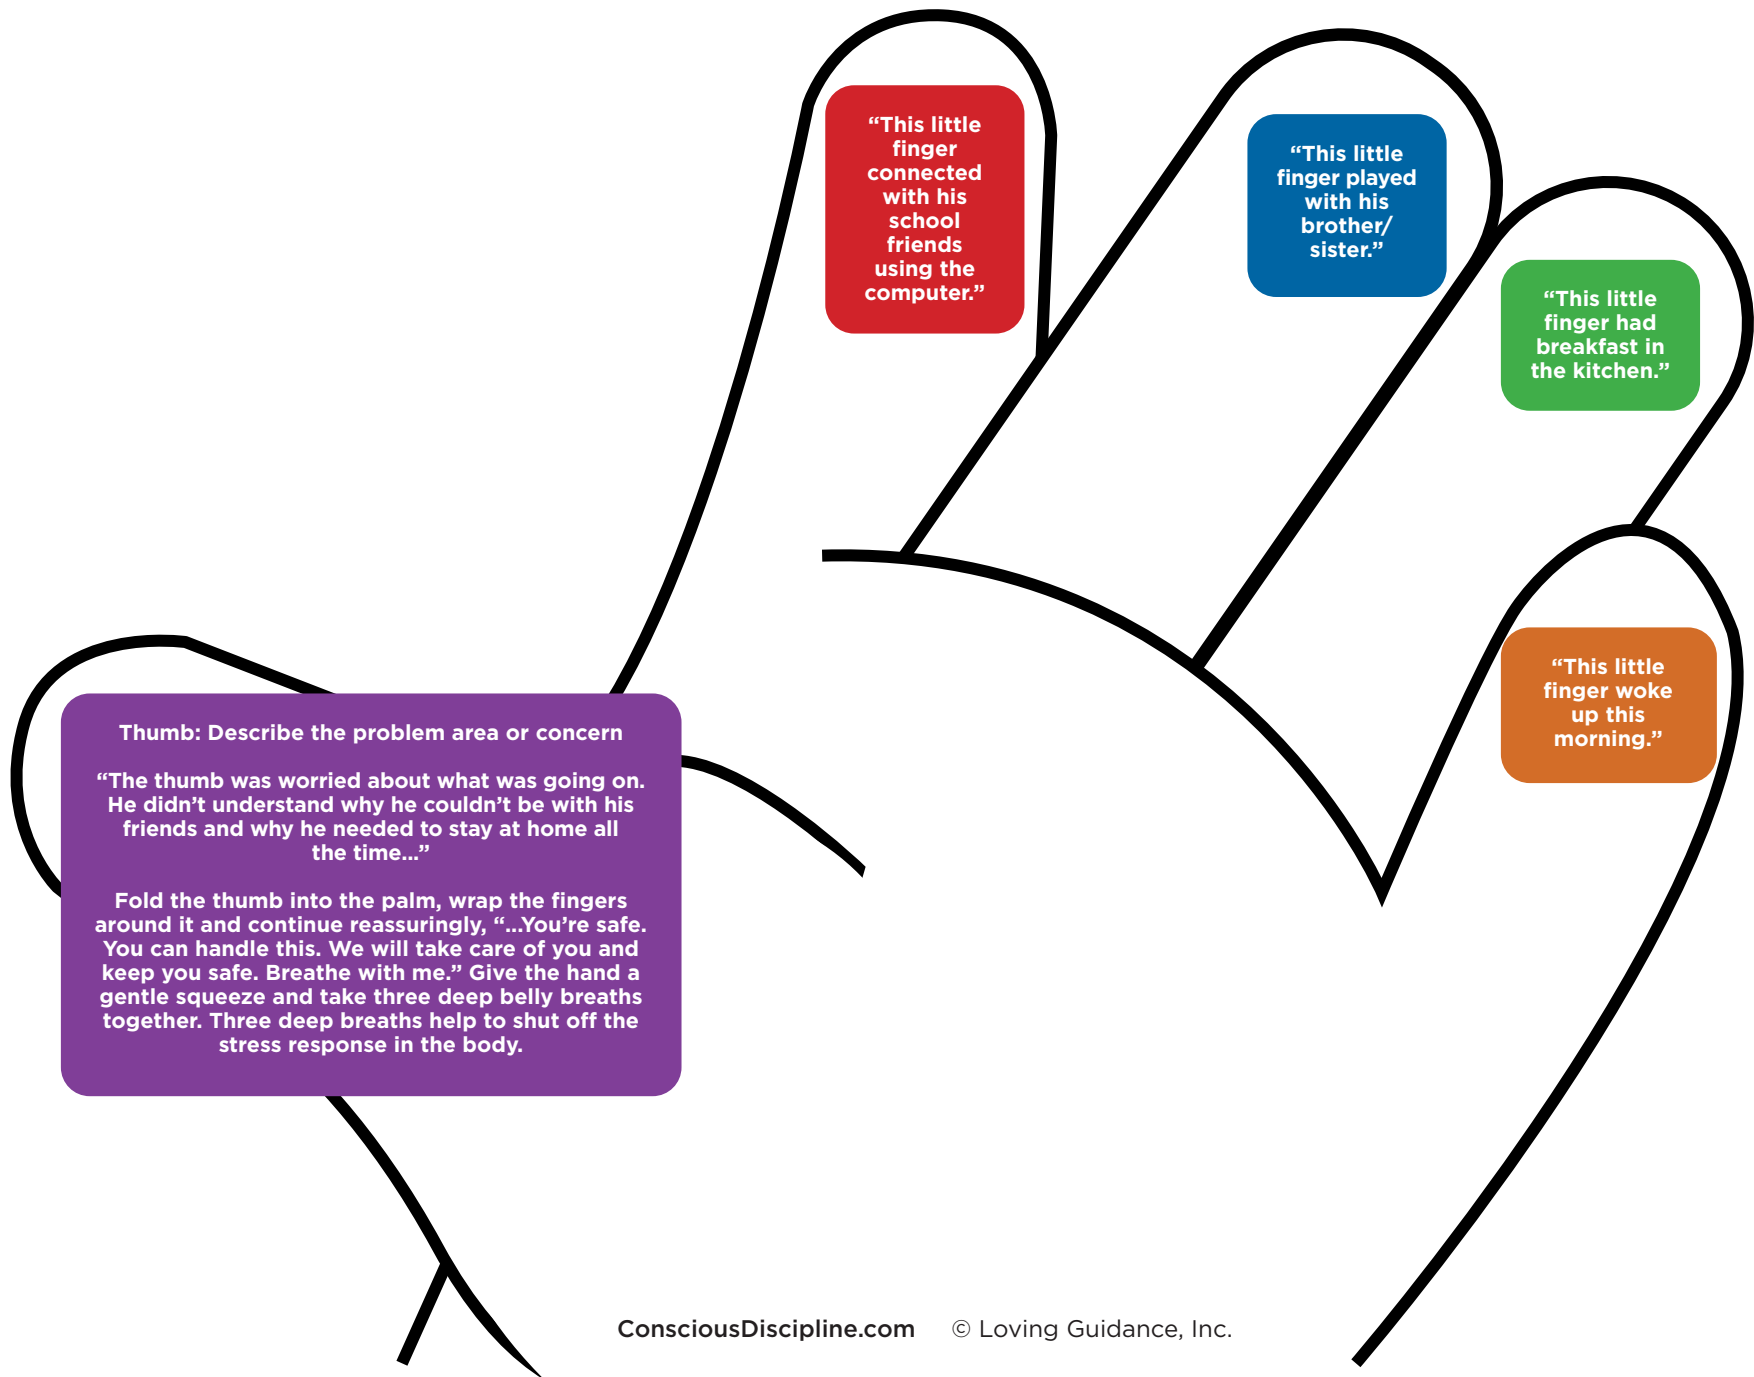 “This little
finger
connected
with his
school
friends
using the
computer.”
“This little
finger played
with his
brother/
sister.”
“This little
finger had
breakfast in
the kitchen.”
“This little
finger woke
up this
morning.”
Thumb: Describe the problem area or concern
“The thumb was worried about what was going on.
He didn’t understand why he couldn’t be with his
friends and why he needed to stay at home all
the time...”
Fold the thumb into the palm, wrap the fingers
around it and continue reassuringly, “...You’re safe.
You can handle this. We will take care of you and
keep you safe. Breathe with me.” Give the hand a
gentle squeeze and take three deep belly breaths
together. Three deep breaths help to shut off the
stress response in the body.
ConsciousDiscipline.com © Loving Guidance, Inc.